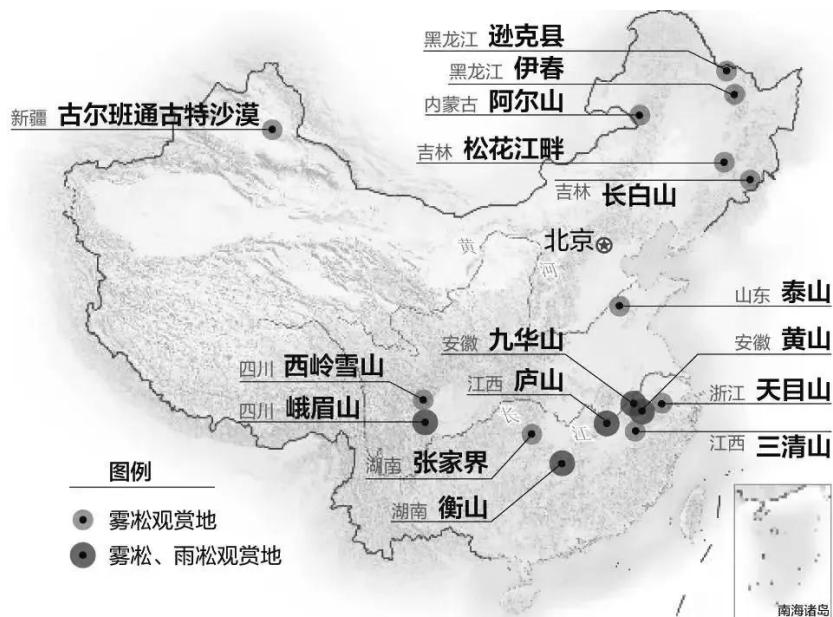 黑龙江 逊克县
黑龙江 伊春
内蒙古 阿尔山
新疆 古尔班通古特沙漠
吉林 松花江畔
吉林 长白山
北京
黄
河
山东 泰山
安徽 九华山
安徽 黄山
四川 西岭雪山
江西 庐山
浙江 天目山
四川 峨眉山
长
江
江西 三清山
湖南 张家界
湖南 衡山
图例
雾凇观赏地
雾凇、雨凇观赏地
南海诸岛